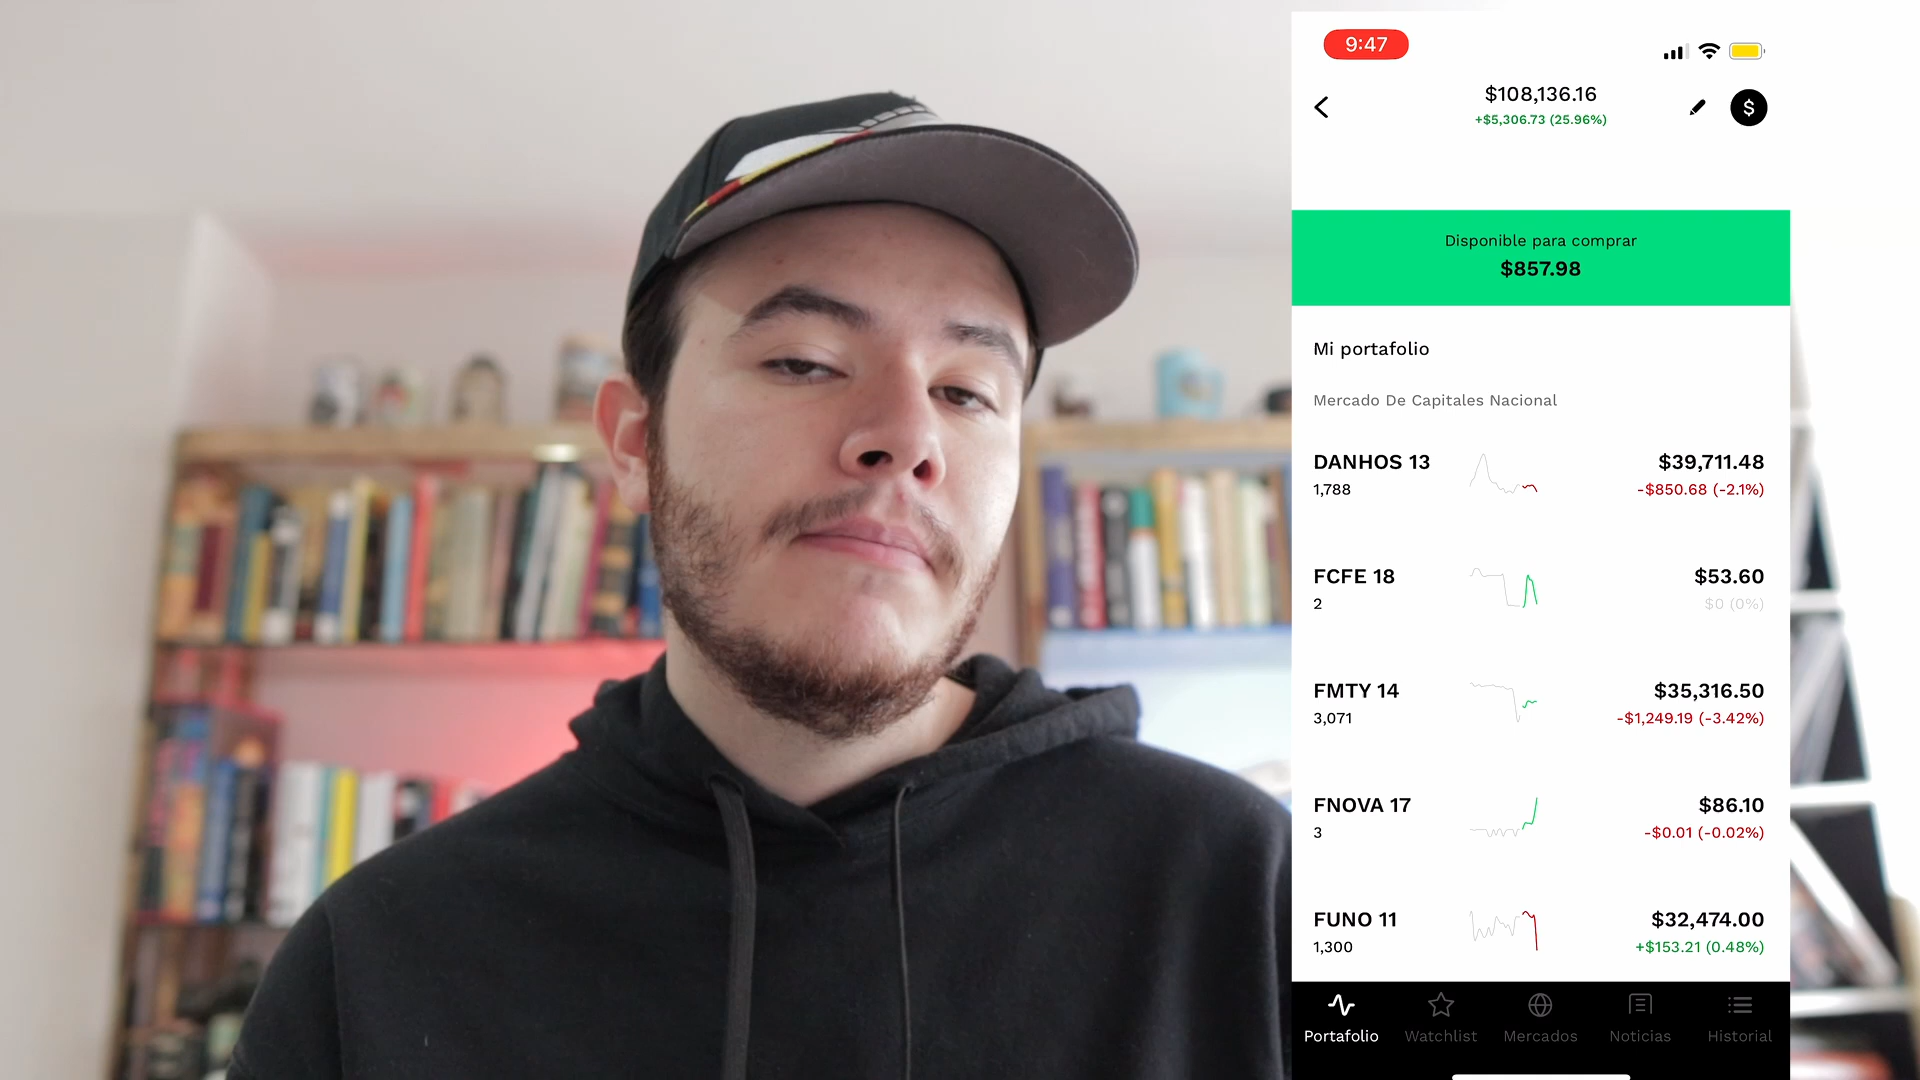 9:47
$108,136.16
+$5,306.73 (25.96%)
$
Disponible para comprar
$857.98
Mi portafolio
Mercado De Capitales Nacional
DANHOS 13 $39,711.48
1,788 -$850.68 (-2.1%)
FCFE 18 $53.60
2 $0 (0%)
FMTY 14 $35,316.50
3,071 -$1,249.19 (-3.42%)
FNOVA 17 $86.10
3 -$0.01 (-0.02%)
FUNO 11 $32,474.00
1,300 +$153.21 (0.48%)
Portafolio Watchlist Mercados Noticias Historial